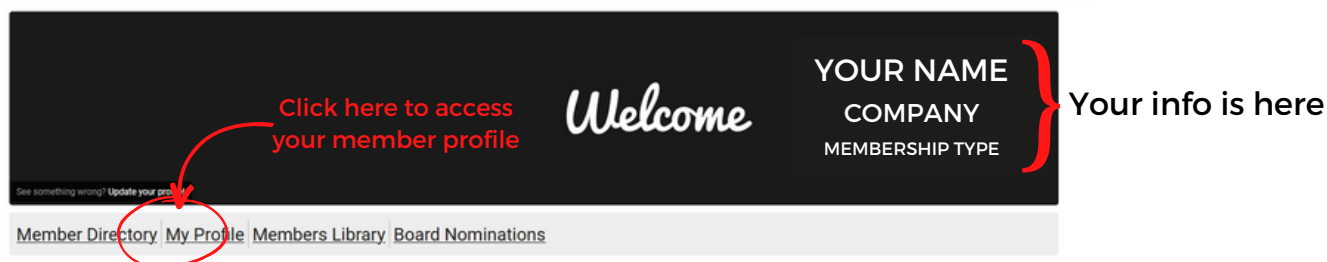 YOUR NAME
Click here to access
your member profile
Welcome
COMPANY
MEMBERSHIP TYPE
Your info is here
See something wrong? Update your profile
Member Directory My Profile Members Library Board Nominations